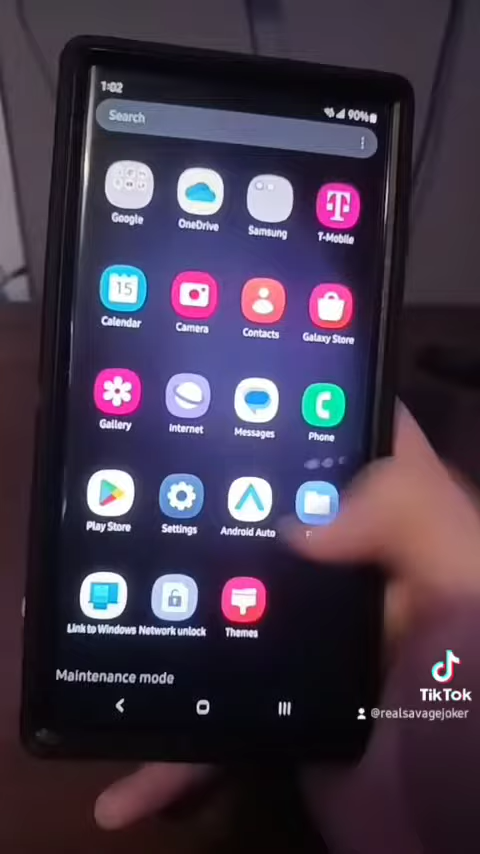 1:02
90%
Search
Google
OneDrive
Samsung
T-Mobile
15
Calendar
Camera
Contacts
Galaxy Store
Gallery
Internet
Messages
Phone
Play Store
Settings
Android Auto
Link to Windows
Network unlock
Themes
Maintenance mode
TikTok
@realsavagejoker